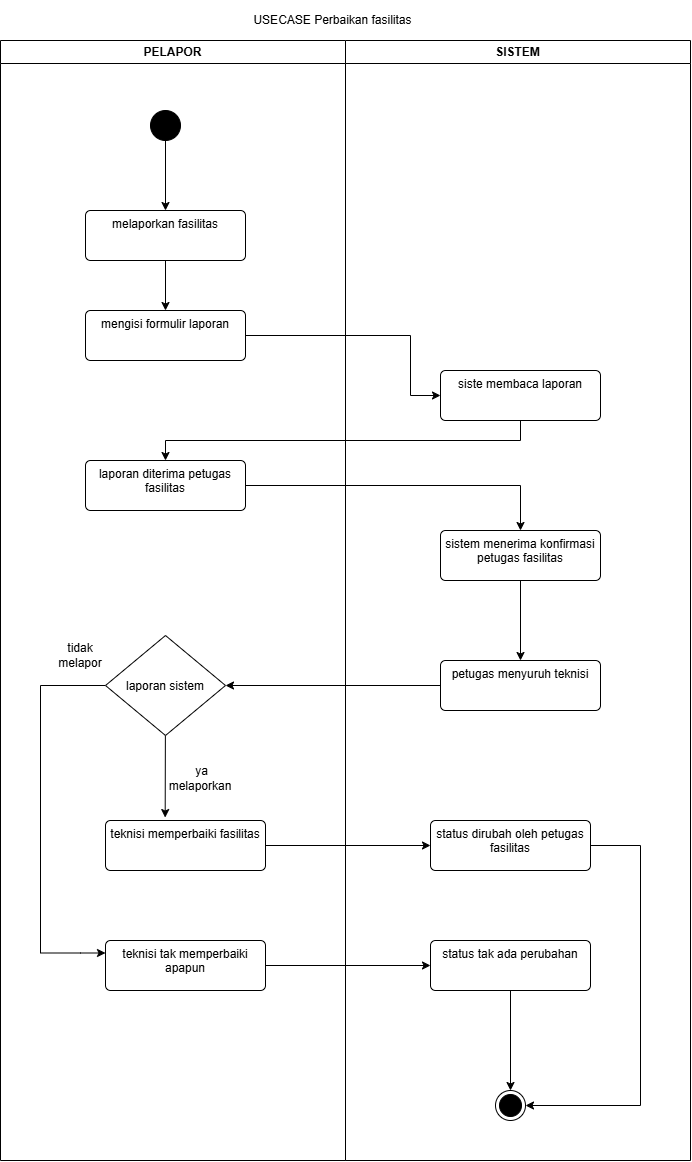 USECASE Perbaikan fasilitas
PELAPOR
SISTEM
melaporkan fasilitas
mengisi formulir laporan
siste membaca laporan
laporan diterima petugas
fasilitas
sistem menerima konfirmasi
petugas fasilitas
petugas menyuruh teknisi
laporan sistem
tidak
melapor
ya
melaporkan
teknisi memperbaiki fasilitas
status dirubah oleh petugas
fasilitas
teknisi tak memperbaiki
apapun
status tak ada perubahan